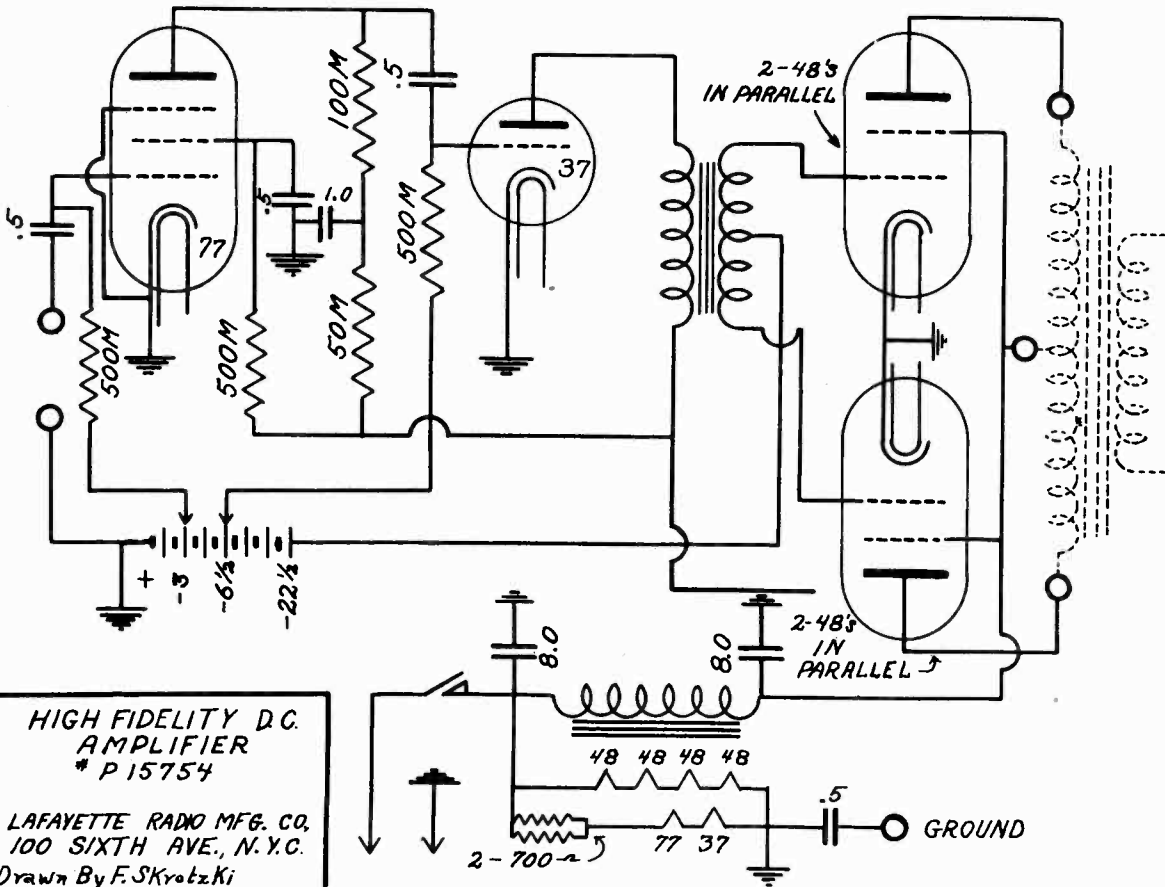 2-48's
IN PARALLEL
.5
100M
37
.5
1.0
77
.5
500M
500M
500M
50M
+
-3
-6½
-22½
8.0
8.0
2-48's
IN
PARALLEL
HIGH FIDELITY D.C.
AMPLIFIER
# P 15754
LAFAYETTE RADIO MFG. CO,
100 SIXTH AVE., N.Y.C.
Drawn By F. SKrotzKi
48 48 48 48
.5
77 37
2-700~
GROUND